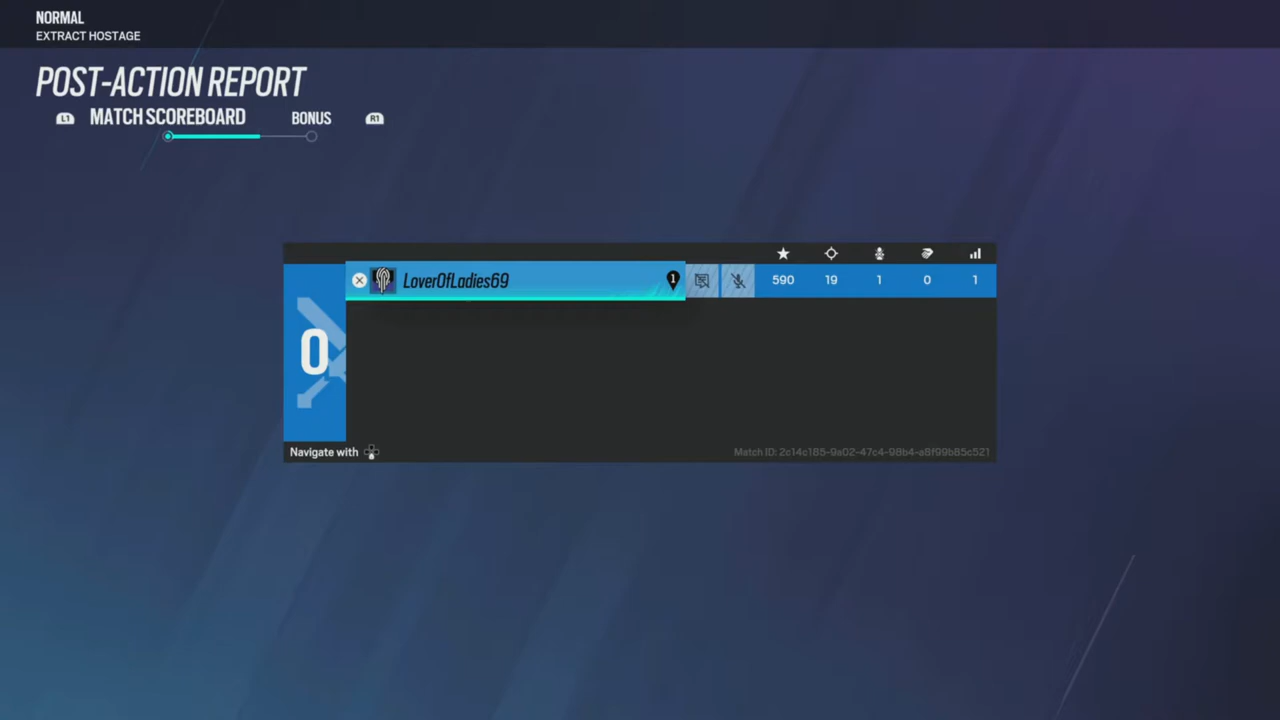 NORMAL
EXTRACT HOSTAGE
POST-ACTION REPORT
L1 MATCH SCOREBOARD BONUS R1
LoverOfLadies69 1 590 19 1 0 1
0
Navigate with
Match ID: 2c14c185-9a02-47c4-98b4-a8f99b85c521